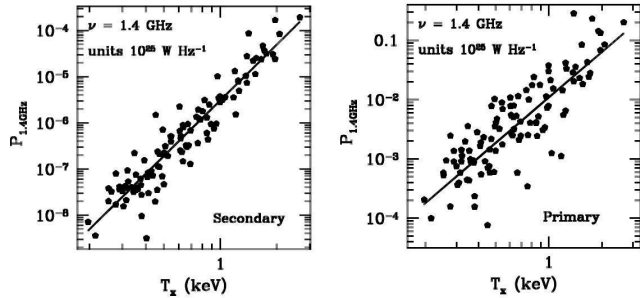 ν = 1.4 GHz
units 10²⁵ W Hz⁻¹
10⁻⁴
10⁻⁵
10⁻⁶
10⁻⁷
10⁻⁸
P₁.₄GHz
Secondary
1
Tₓ (keV)
ν = 1.4 GHz
units 10²⁵ W Hz⁻¹
0.1
10⁻²
10⁻³
10⁻⁴
P₁.₄GHz
Primary
1
Tₓ (keV)